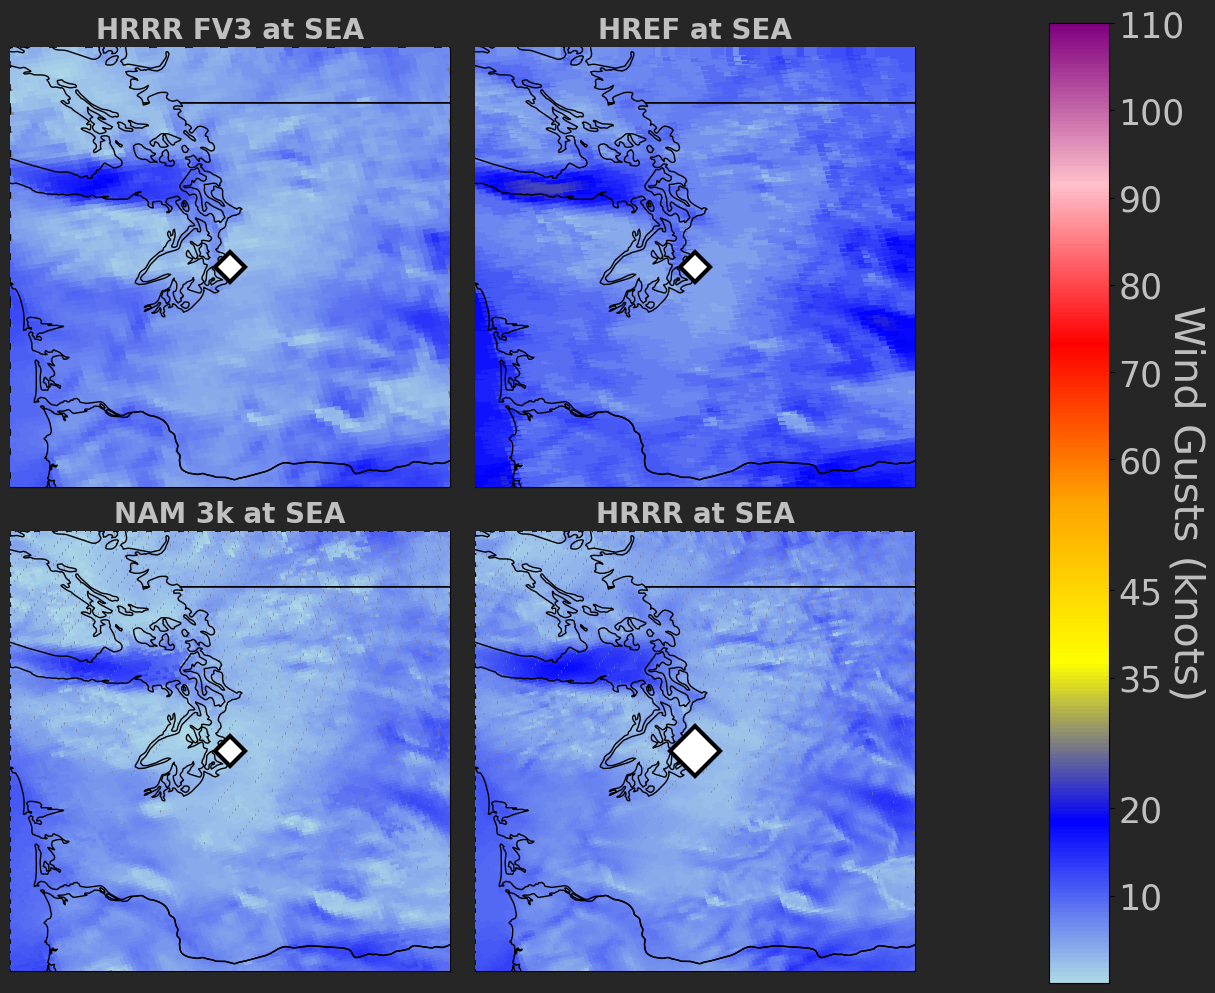 HRRR FV3 at SEA
HREF at SEA
NAM 3k at SEA
HRRR at SEA
110
100
90
80
70
60
45
35
20
10
Wind Gusts (knots)